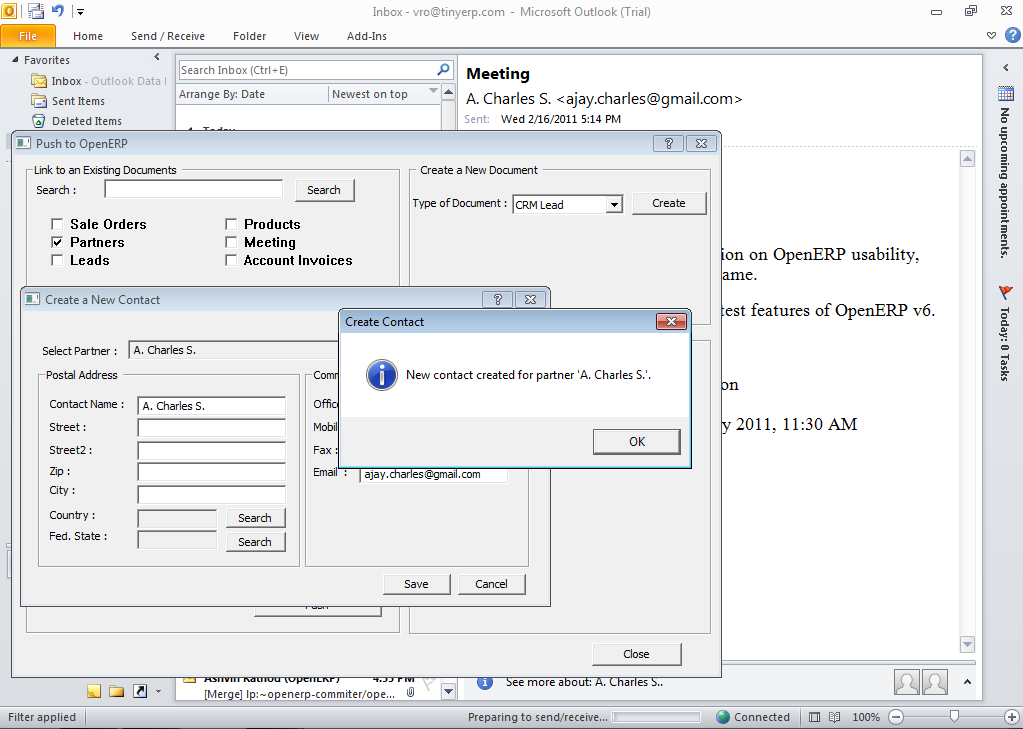 Inbox - vro@tinyerp.com - Microsoft Outlook (Trial)
File Home Send / Receive Folder View Add-Ins
Favorites
Inbox - Outlook Data
Sent Items
Deleted Items
Search Inbox (Ctrl+E)
Arrange By: Date Newest on top
Today
Meeting
A. Charles S. <ajay.charles@gmail.com>
Sent: Wed 2/16/2011 5:14 PM
ion on OpenERP usability,
ame.
test features of OpenERP v6.
on
y 2011, 11:30 AM
No upcoming appointments.
Today: 0 Tasks
Push to OpenERP
Link to an Existing Documents
Search : Search
Sale Orders Products
Partners Meeting
Leads Account Invoices
Create a New Document
Type of Document : CRM Lead Create
Create a New Contact
Select Partner : A. Charles S.
Postal Address
Contact Name : A. Charles S.
Street :
Street2 :
Zip :
City :
Country : Search
Fed. State : Search
Comm
Office
Mobil
Fax :
Email : ajay.charles@gmail.com
Save Cancel
Create Contact
New contact created for partner 'A. Charles S.'.
OK
Push
Close
Ashvin Rathod (OpenERP) 4:55 PM
[Merge] lp:~openerp-commiter/ope...
See more about: A. Charles S..
Filter applied Preparing to send/receive... Connected 100%